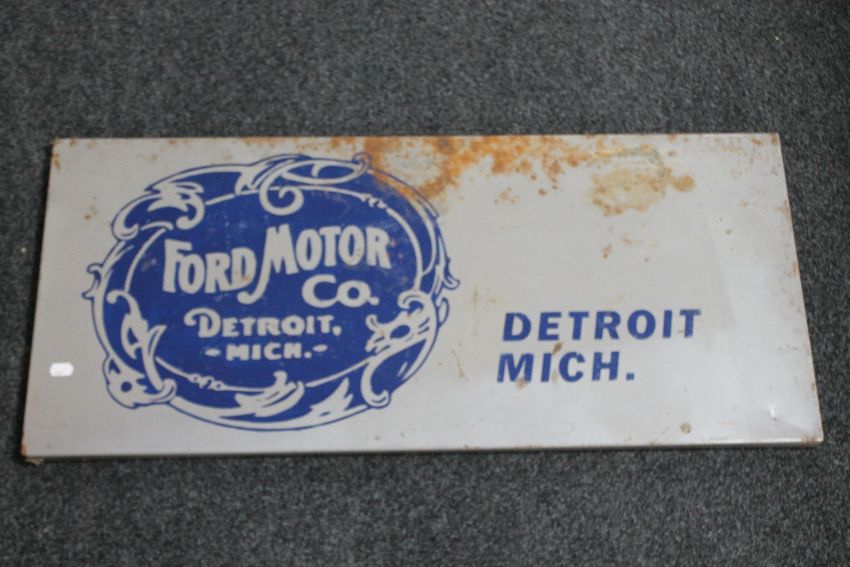 FORD MOTOR
CO.
DETROIT,
-MICH.-
DETROIT
MICH.